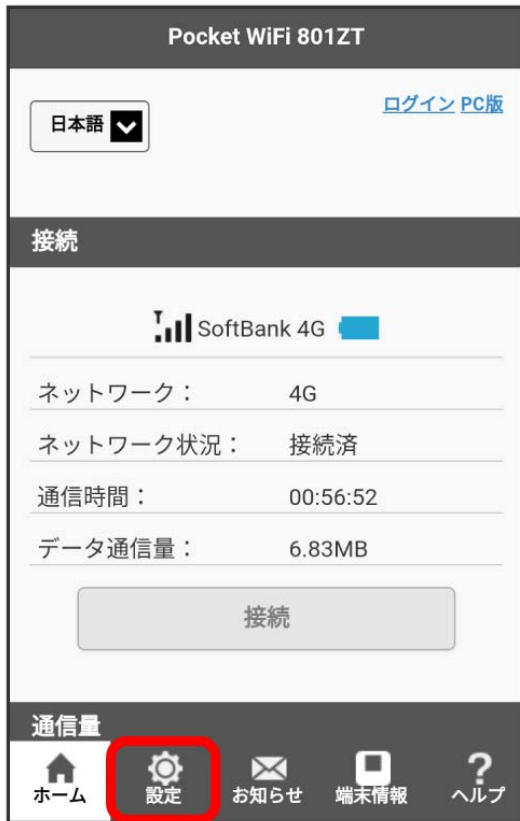 Pocket WiFi 801ZT
日本語
ログイン PC版
接続
SoftBank 4G
ネットワーク： 4G
ネットワーク状況： 接続済
通信時間： 00:56:52
データ通信量： 6.83MB
接続
通信量
ホーム 設定 お知らせ 端末情報 ヘルプ